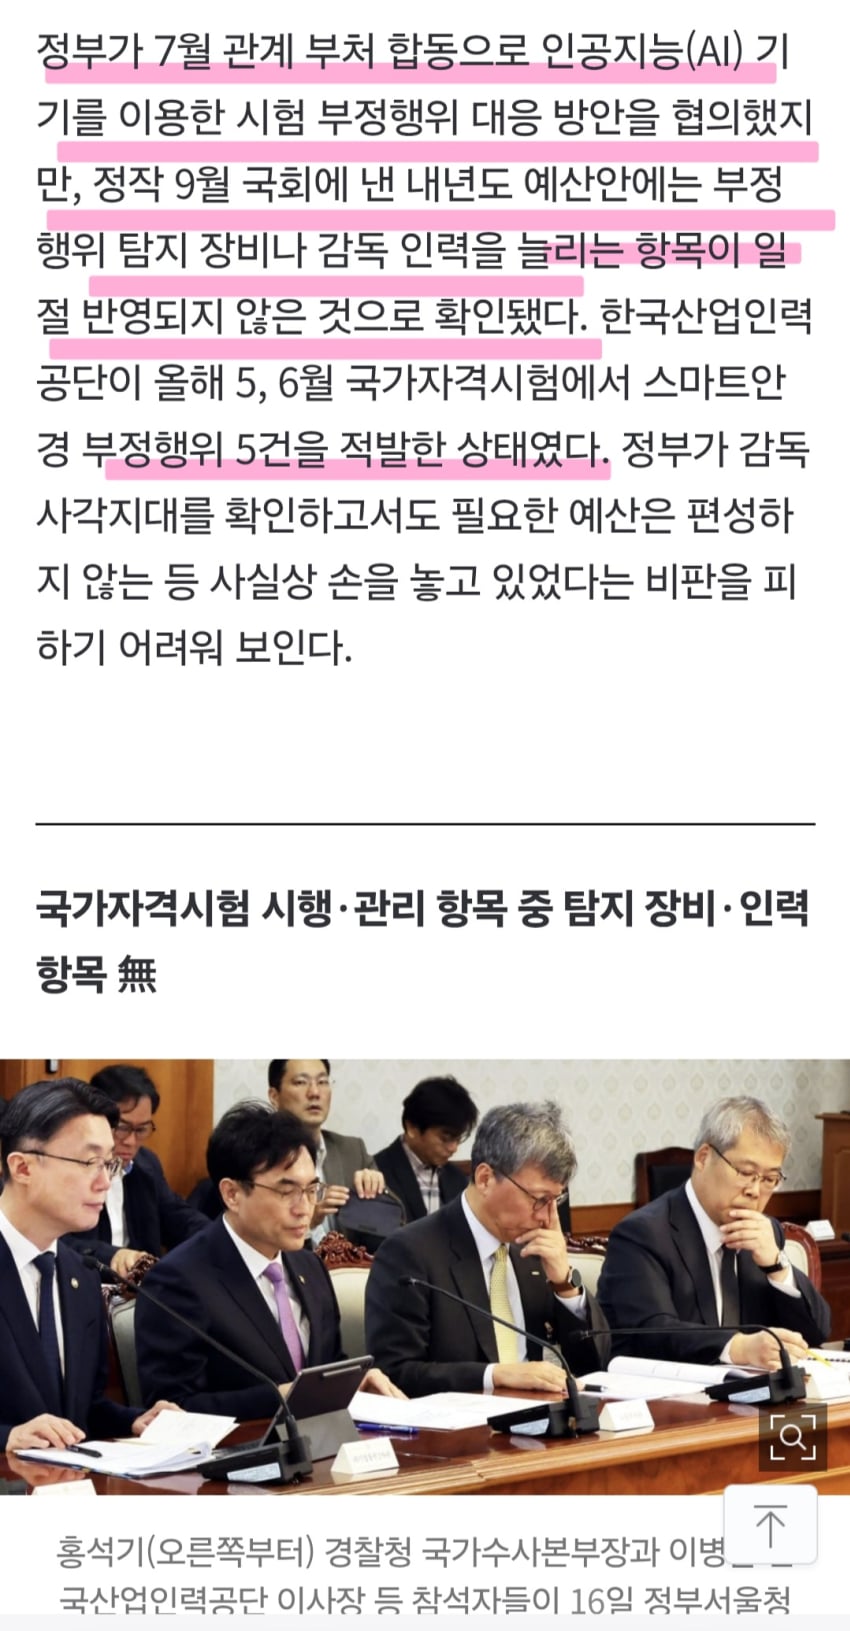 정부가 7월 관계 부처 합동으로 인공지능(AI) 기
기를 이용한 시험 부정행위 대응 방안을 협의했지
만, 정작 9월 국회에 낸 내년도 예산안에는 부정
행위 탐지 장비나 감독 인력을 늘리는 항목이 일
절 반영되지 않은 것으로 확인됐다. 한국산업인력
공단이 올해 5, 6월 국가자격시험에서 스마트안
경 부정행위 5건을 적발한 상태였다. 정부가 감독
사각지대를 확인하고서도 필요한 예산은 편성하
지 않는 등 사실상 손을 놓고 있었다는 비판을 피
하기 어려워 보인다.
국가자격시험 시행·관리 항목 중 탐지 장비·인력
항목 無
홍석기(오른쪽부터) 경찰청 국가수사본부장과
국산업인력공단 이사장 등 참석자들이 16일 정부서울청